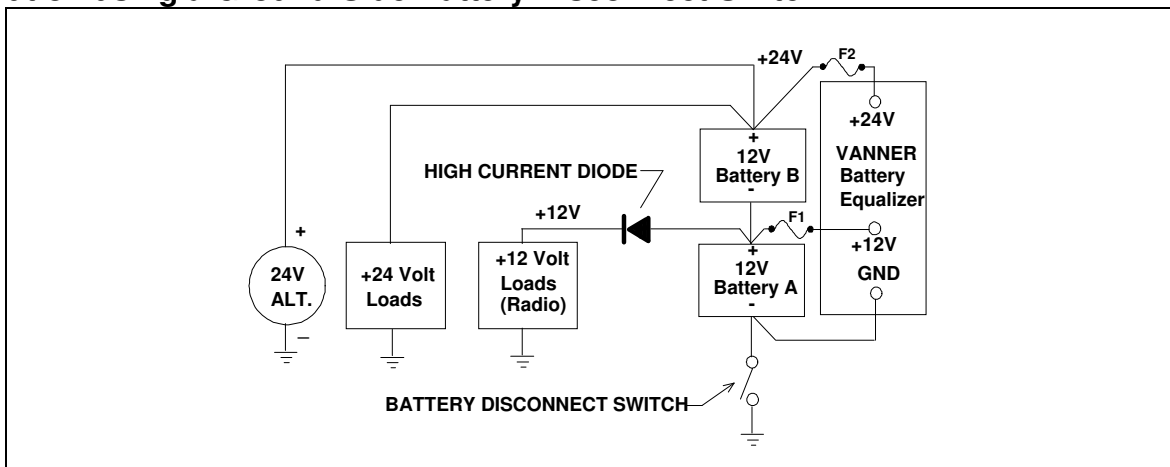 +24V
F2
+24V
+
12V
Battery B
-
VANNER
Battery
Equalizer
HIGH CURRENT DIODE
+12V
F1
+12V
+
24V
ALT.
–
+24 Volt
Loads
+12 Volt
Loads
(Radio)
+
12V
Battery A
-
GND
BATTERY DISCONNECT SWITCH